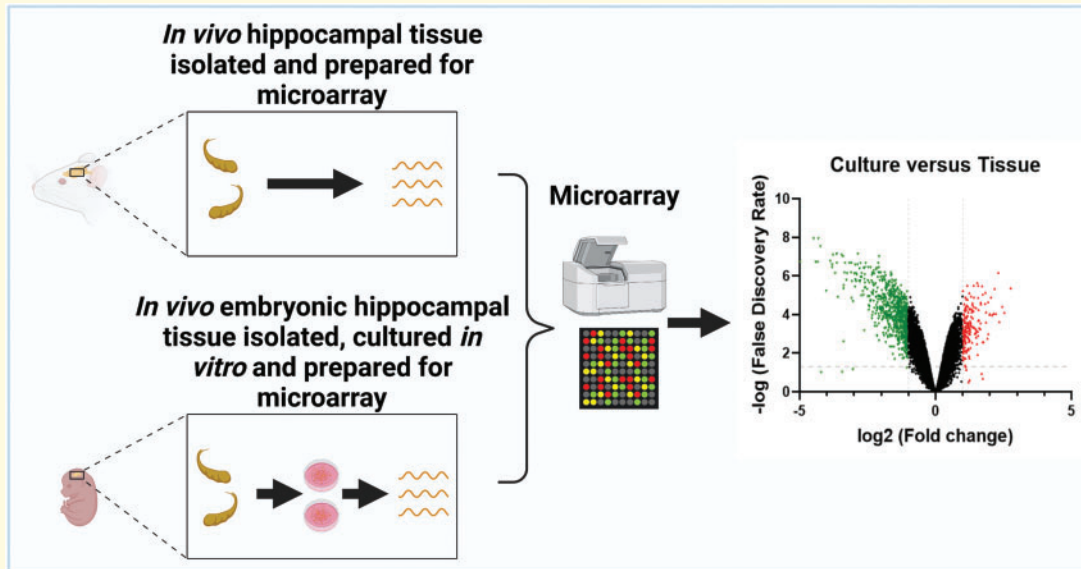 In vivo hippocampal tissue
isolated and prepared for
microarray
In vivo embryonic hippocampal
tissue isolated, cultured in
vitro and prepared for
microarray
Microarray
Culture versus Tissue
-log (False Discovery Rate)
10
8
6
4
2
0
-5
0
5
log2 (Fold change)